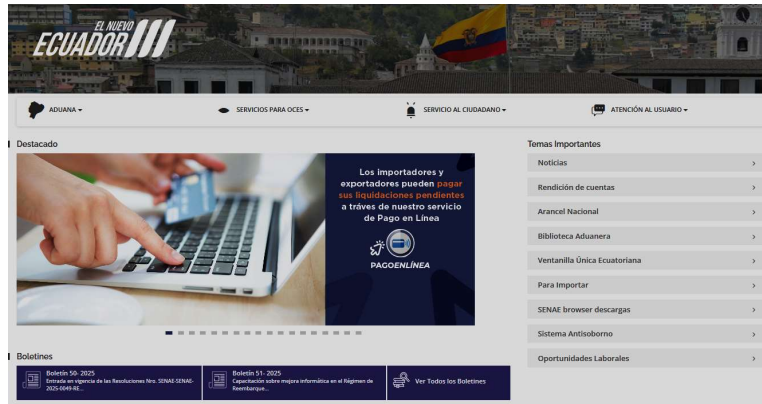 EL NUEVO
ECUADOR
ADUANA
SERVICIOS PARA OCES
SERVICIO AL CIUDADANO
ATENCIÓN AL USUARIO
Destacado
Los importadores y
exportadores pueden pagar
sus liquidaciones pendientes
a tráves de nuestro servicio
de Pago en Línea
PAGOENLÍNEA
Temas Importantes
Noticias
Rendición de cuentas
Arancel Nacional
Biblioteca Aduanera
Ventanilla Única Ecuatoriana
Para Importar
SENAE browser descargas
Sistema Antisoborno
Oportunidades Laborales
Boletines
Boletín 50- 2025
Entrada en vigencia de las Resoluciones Nro. SENAE-SENAE-
2025-0049-RE...
Boletín 51- 2025
Capacitación sobre mejora informática en el Régimen de
Reembarque...
Ver Todos los Boletines